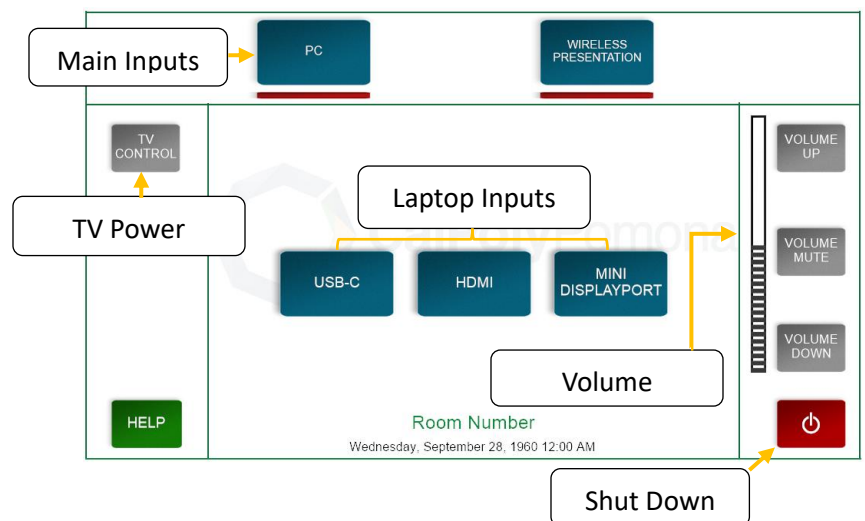 Main Inputs
PC
WIRELESS
PRESENTATION
TV
CONTROL
TV Power
Laptop Inputs
CalPolyPomona
USB-C
HDMI
MINI
DISPLAYPORT
VOLUME
UP
VOLUME
MUTE
VOLUME
DOWN
Volume
HELP
Room Number
Wednesday, September 28, 1960 12:00 AM
Shut Down